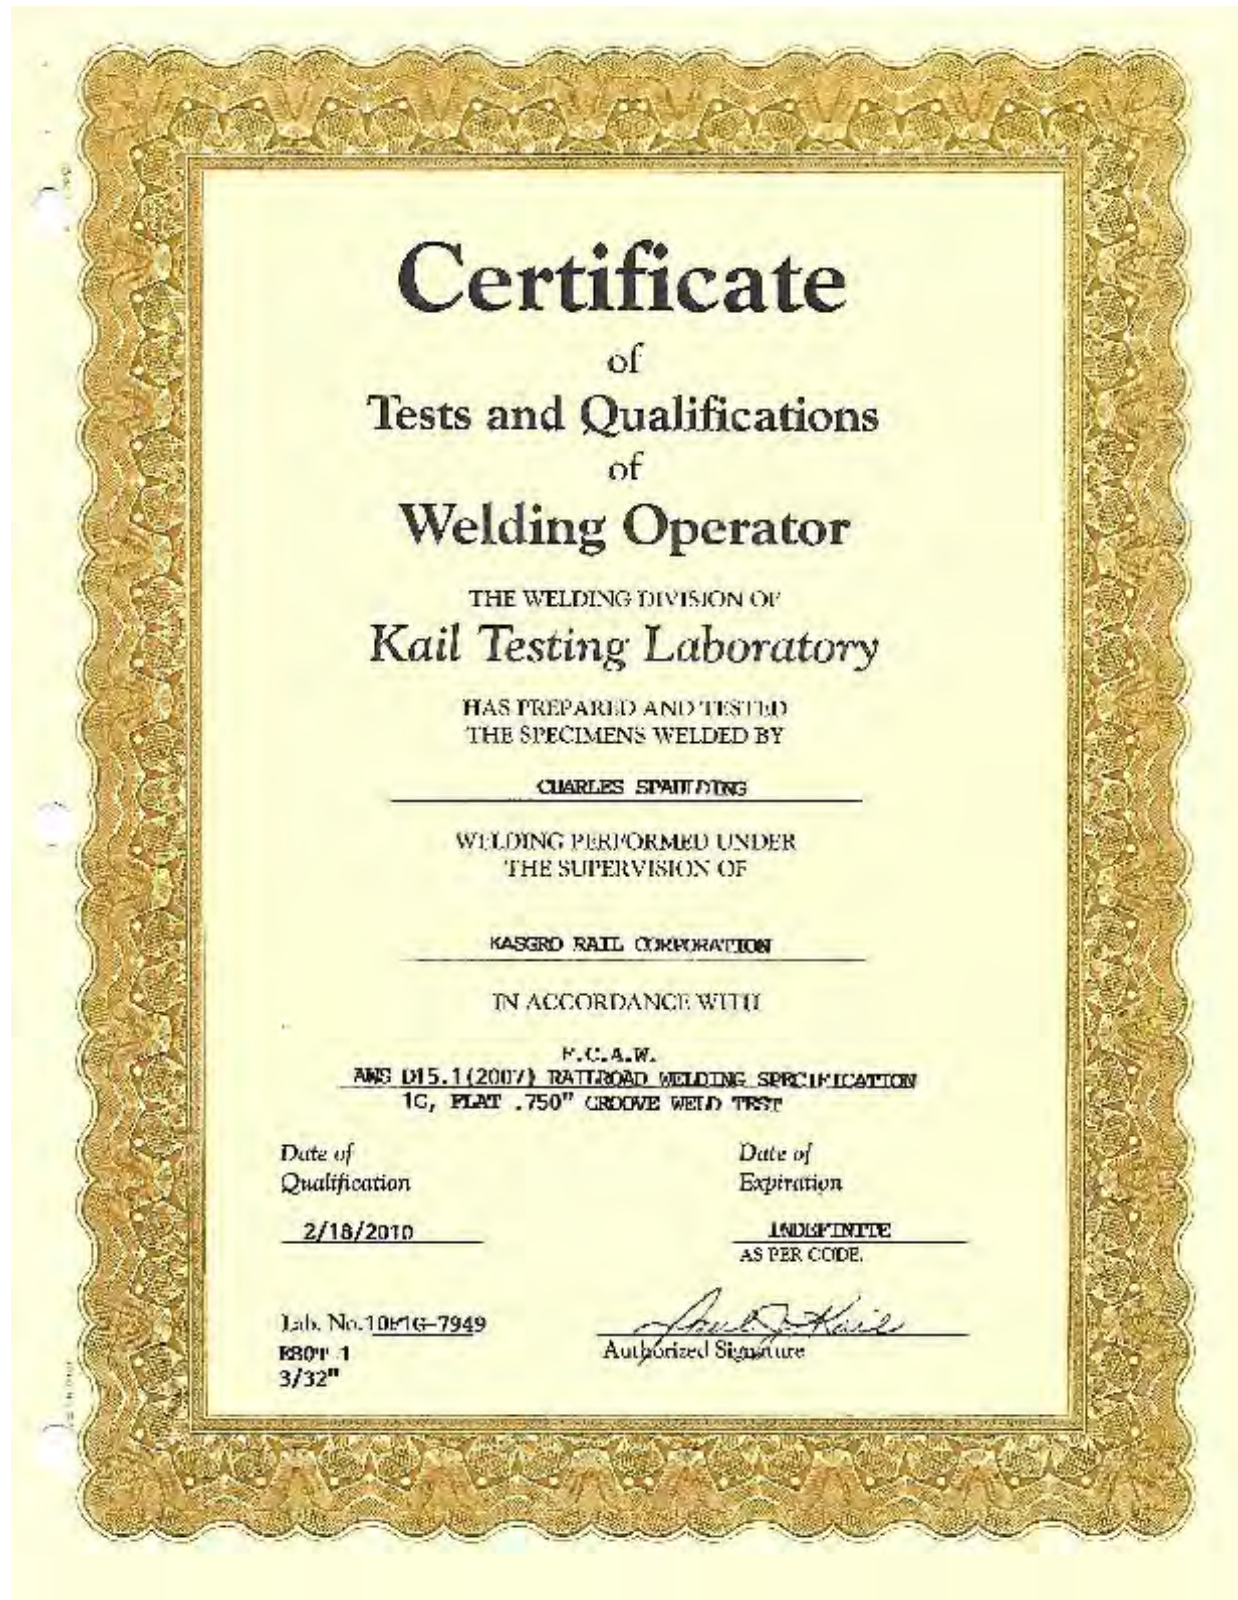 Certificate
of
Tests and Qualifications
of
Welding Operator
THE WELDING DIVISION OF
Kail Testing Laboratory
HAS PREPARED AND TESTED
THE SPECIMENS WELDED BY
CHARLES SPAULDING
WELDING PERFORMED UNDER
THE SUPERVISION OF
KASGRO RAIL CORPORATION
IN ACCORDANCE WITH
F.C.A.W.
AWS D15.1(2007) RAILROAD WELDING SPECIFICATION
1G, FLAT .750" GROOVE WELD TEST
Date of Date of
Qualification Expiration
2/18/2010 INDEFINITE
AS PER CODE.
Lab. No.
Authorized Signature
3/32"